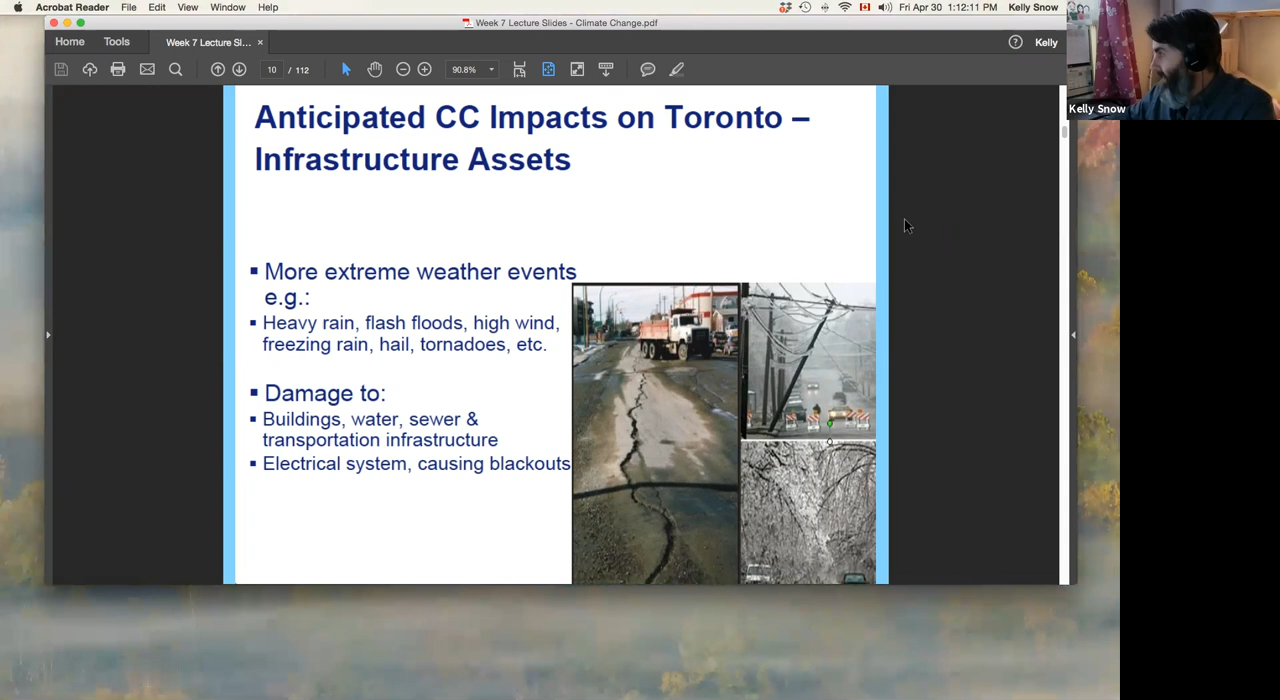 Acrobat Reader File Edit View Window Help Fri Apr 30 1:12:11 PM Kelly Snow
Week 7 Lecture Slides - Climate Change.pdf
Home Tools Week 7 Lecture Sl... × ? Kelly
10 / 112 90.8%
Kelly Snow
Anticipated CC Impacts on Toronto –
Infrastructure Assets
▪ More extreme weather events
e.g.:
▪ Heavy rain, flash floods, high wind,
freezing rain, hail, tornadoes, etc.
▪ Damage to:
▪ Buildings, water, sewer &
transportation infrastructure
▪ Electrical system, causing blackouts